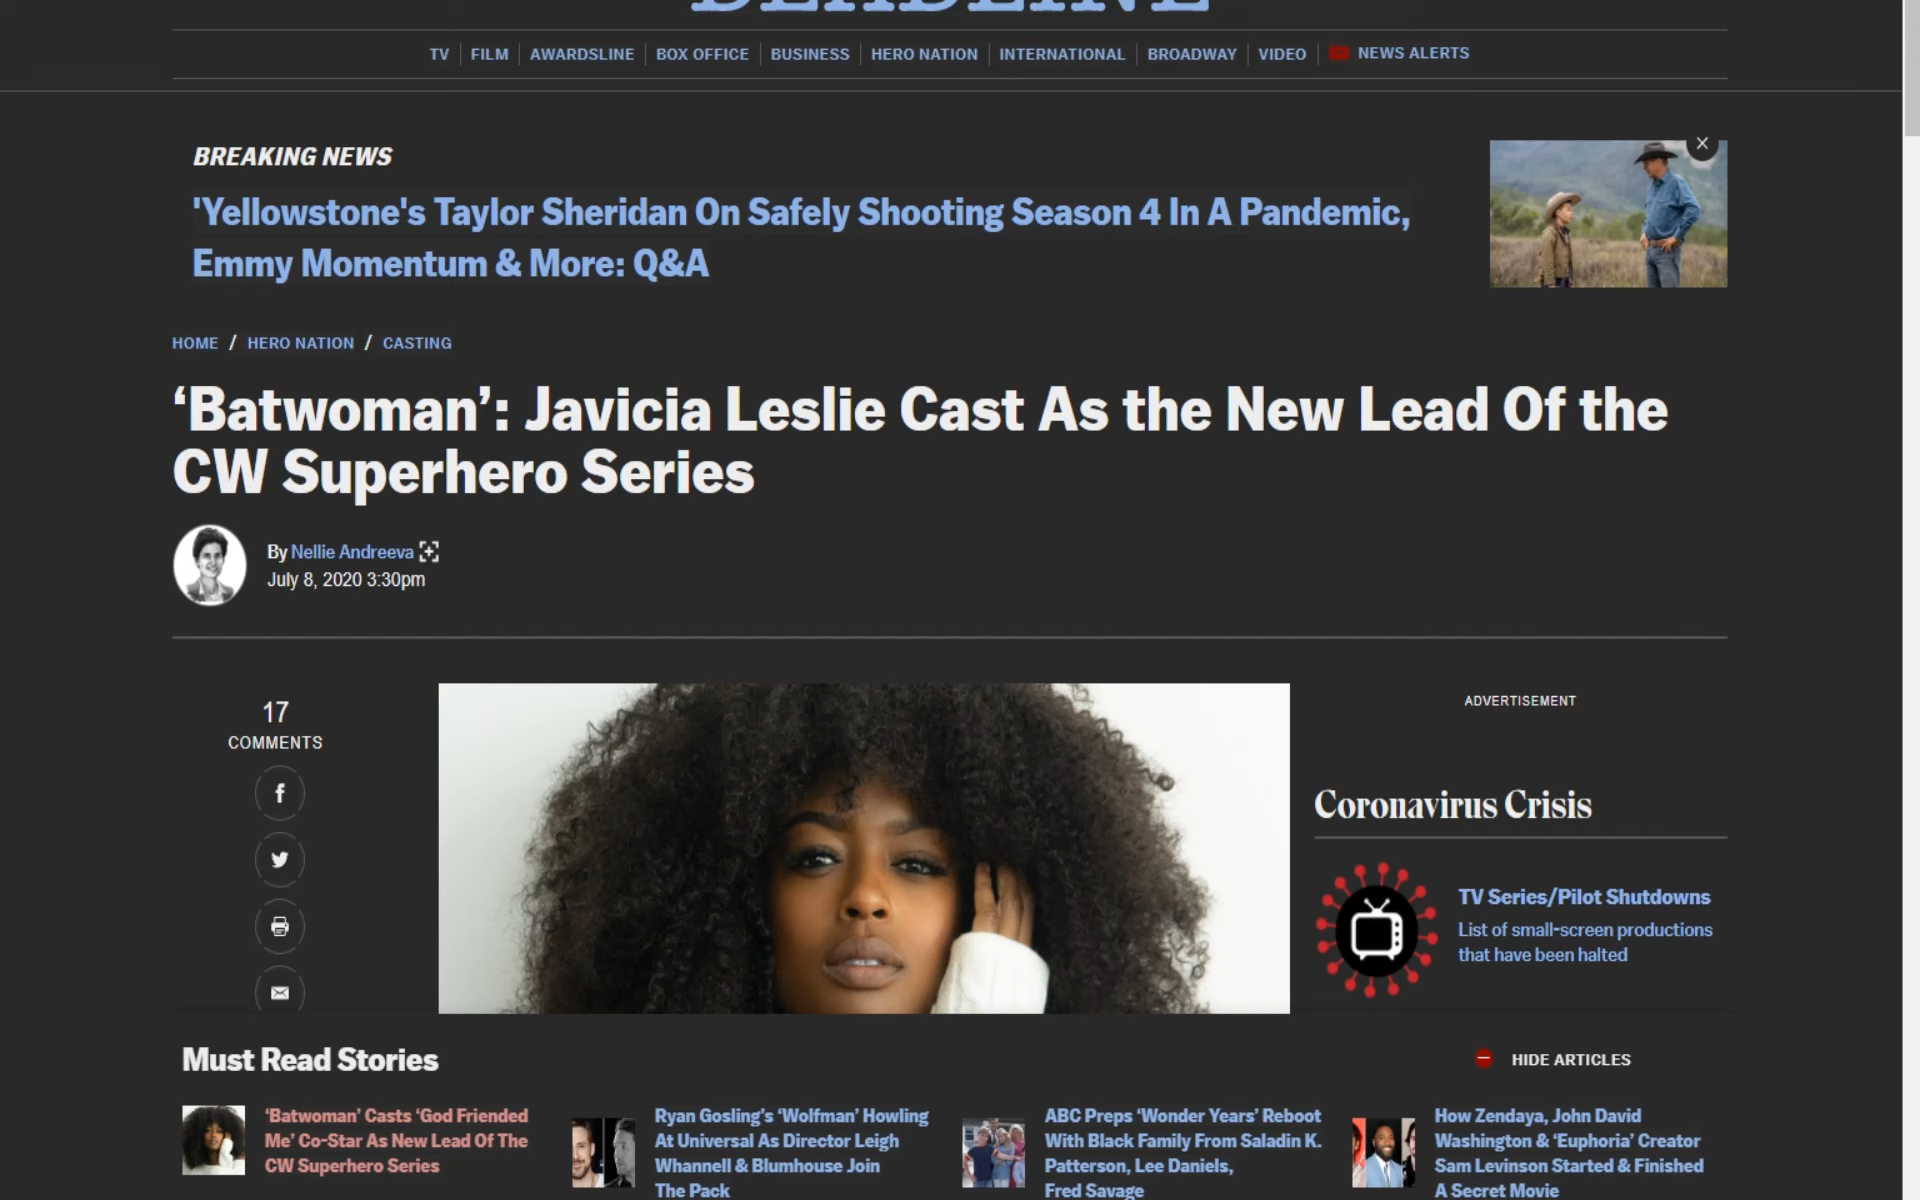 DEADLINE
TV
FILM
AWARDSLINE
BOX OFFICE
BUSINESS
HERO NATION
INTERNATIONAL
BROADWAY
VIDEO
NEWS ALERTS
BREAKING NEWS
'Yellowstone's Taylor Sheridan On Safely Shooting Season 4 In A Pandemic,
Emmy Momentum & More: Q&A
HOME / HERO NATION / CASTING
‘Batwoman’: Javicia Leslie Cast As the New Lead Of the
CW Superhero Series
By Nellie Andreeva
July 8, 2020 3:30pm
17
COMMENTS
ADVERTISEMENT
Coronavirus Crisis
TV Series/Pilot Shutdowns
List of small-screen productions
that have been halted
Must Read Stories
HIDE ARTICLES
‘Batwoman’ Casts ‘God Friended
Me’ Co-Star As New Lead Of The
CW Superhero Series
Ryan Gosling’s ‘Wolfman’ Howling
At Universal As Director Leigh
Whannell & Blumhouse Join
The Pack
ABC Preps ‘Wonder Years’ Reboot
With Black Family From Saladin K.
Patterson, Lee Daniels,
Fred Savage
How Zendaya, John David
Washington & ‘Euphoria’ Creator
Sam Levinson Started & Finished
A Secret Movie